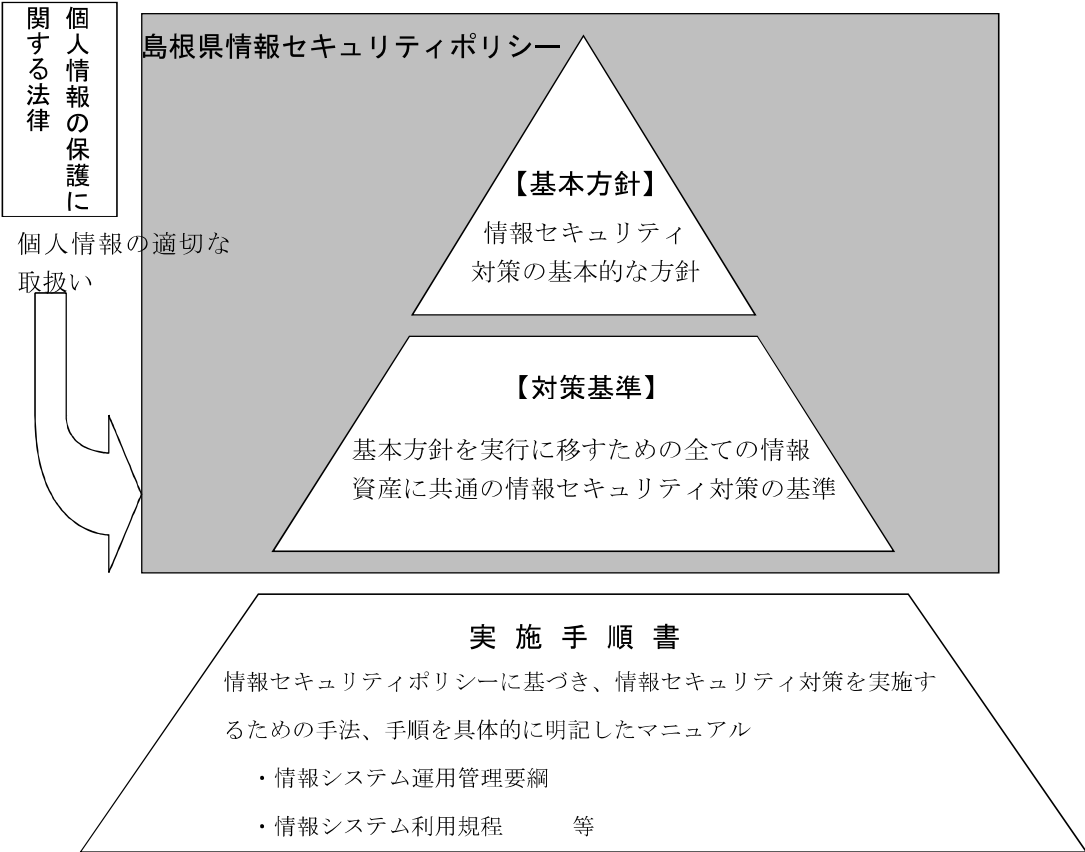 個人情報の保護に
関する法律
島根県情報セキュリティポリシー
個人情報の適切な
取扱い
【基本方針】
情報セキュリティ
対策の基本的な方針
【対策基準】
基本方針を実行に移すための全ての情報
資産に共通の情報セキュリティ対策の基準
実施手順書
情報セキュリティポリシーに基づき、情報セキュリティ対策を実施す
るための手法、手順を具体的に明記したマニュアル
・情報システム運用管理要綱
・情報システム利用規程　　　等